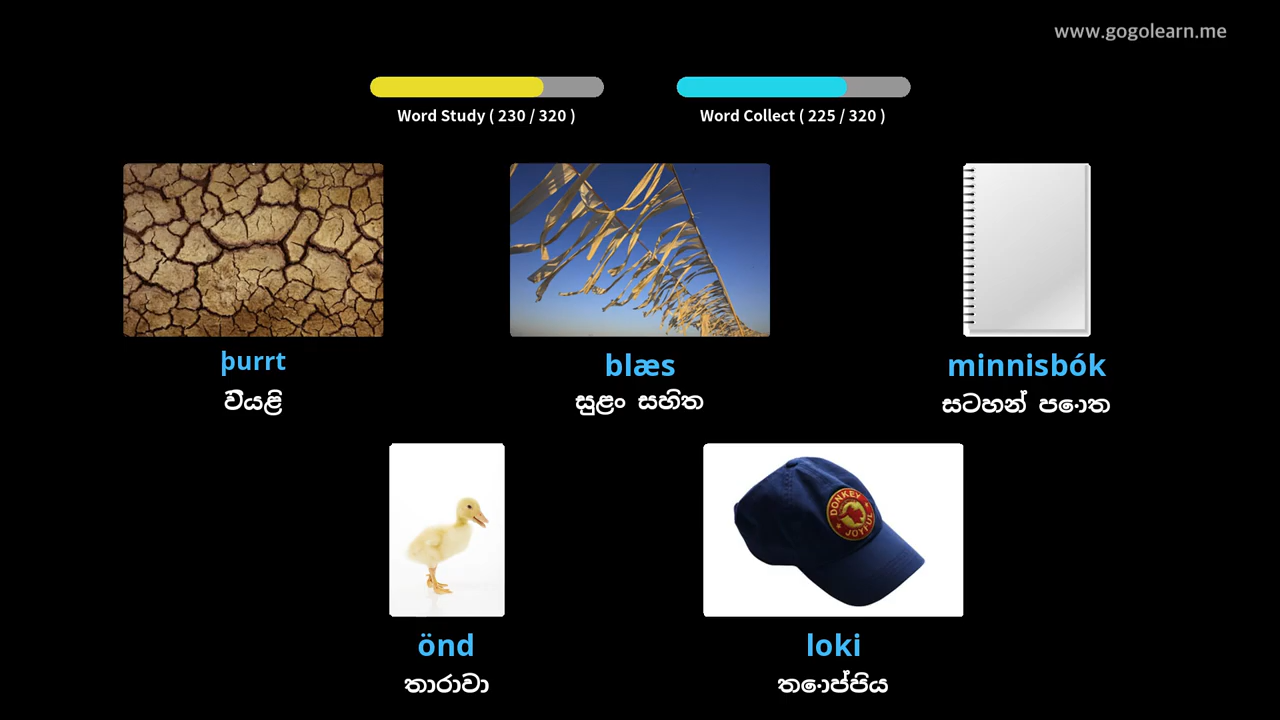 www.gogolearn.me
Word Study ( 230 / 320 )
Word Collect ( 225 / 320 )
þurrt
වියළි
blæs
සුළං සහිත
minnisbók
සටහන් පොත
önd
තාරාවා
DONKEY
JOYFUL
loki
තොප්පිය